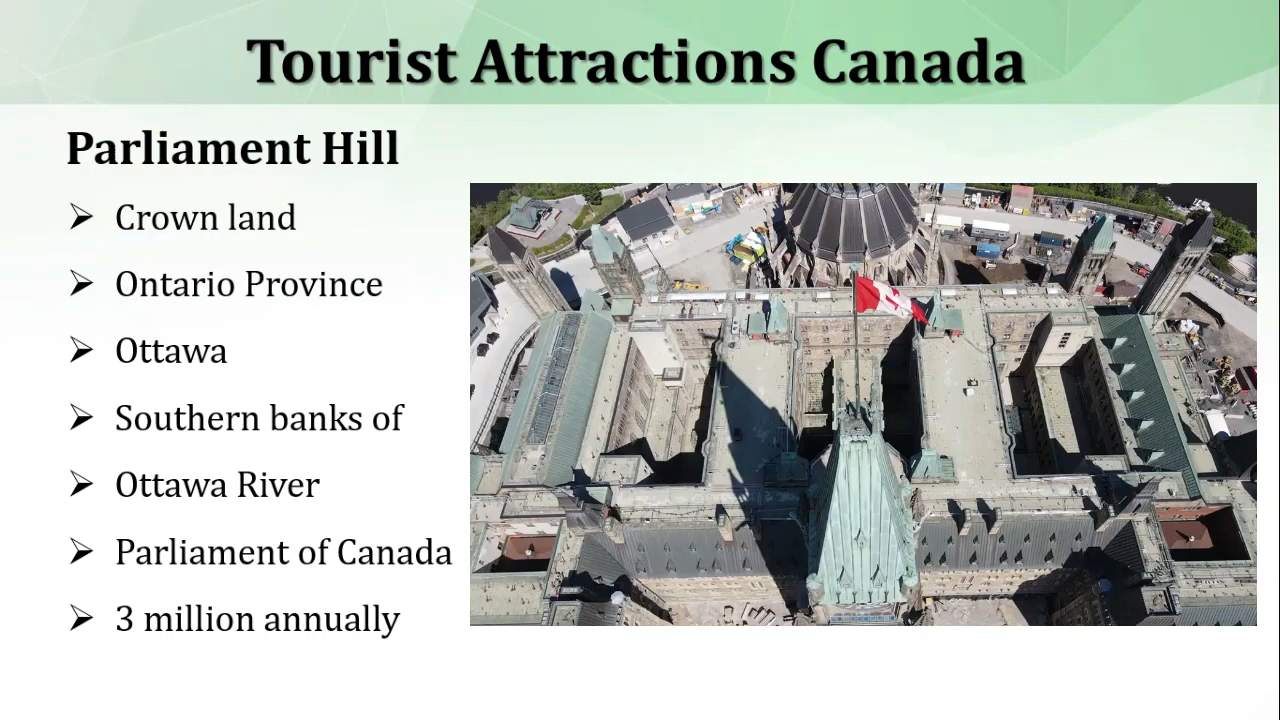 Tourist Attractions Canada
Parliament Hill
➢ Crown land
➢ Ontario Province
➢ Ottawa
➢ Southern banks of
➢ Ottawa River
➢ Parliament of Canada
➢ 3 million annually